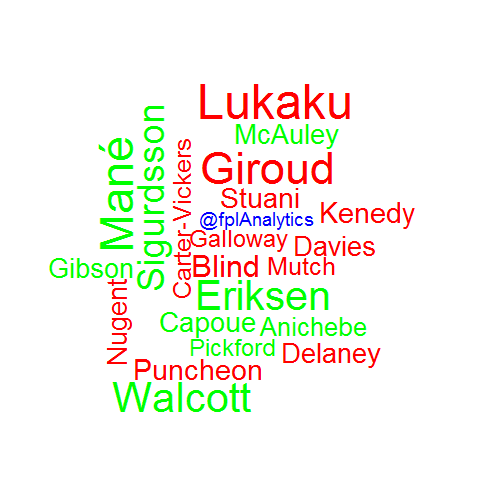 Lukaku
McAuley
Mané
Sigurdsson
Carter-Vickers
Giroud
Stuani
@fplAnalytics
Kenedy
Galloway
Davies
Gibson
Blind
Mutch
Nugent
Eriksen
Capoue
Anichebe
Pickford
Delaney
Puncheon
Walcott